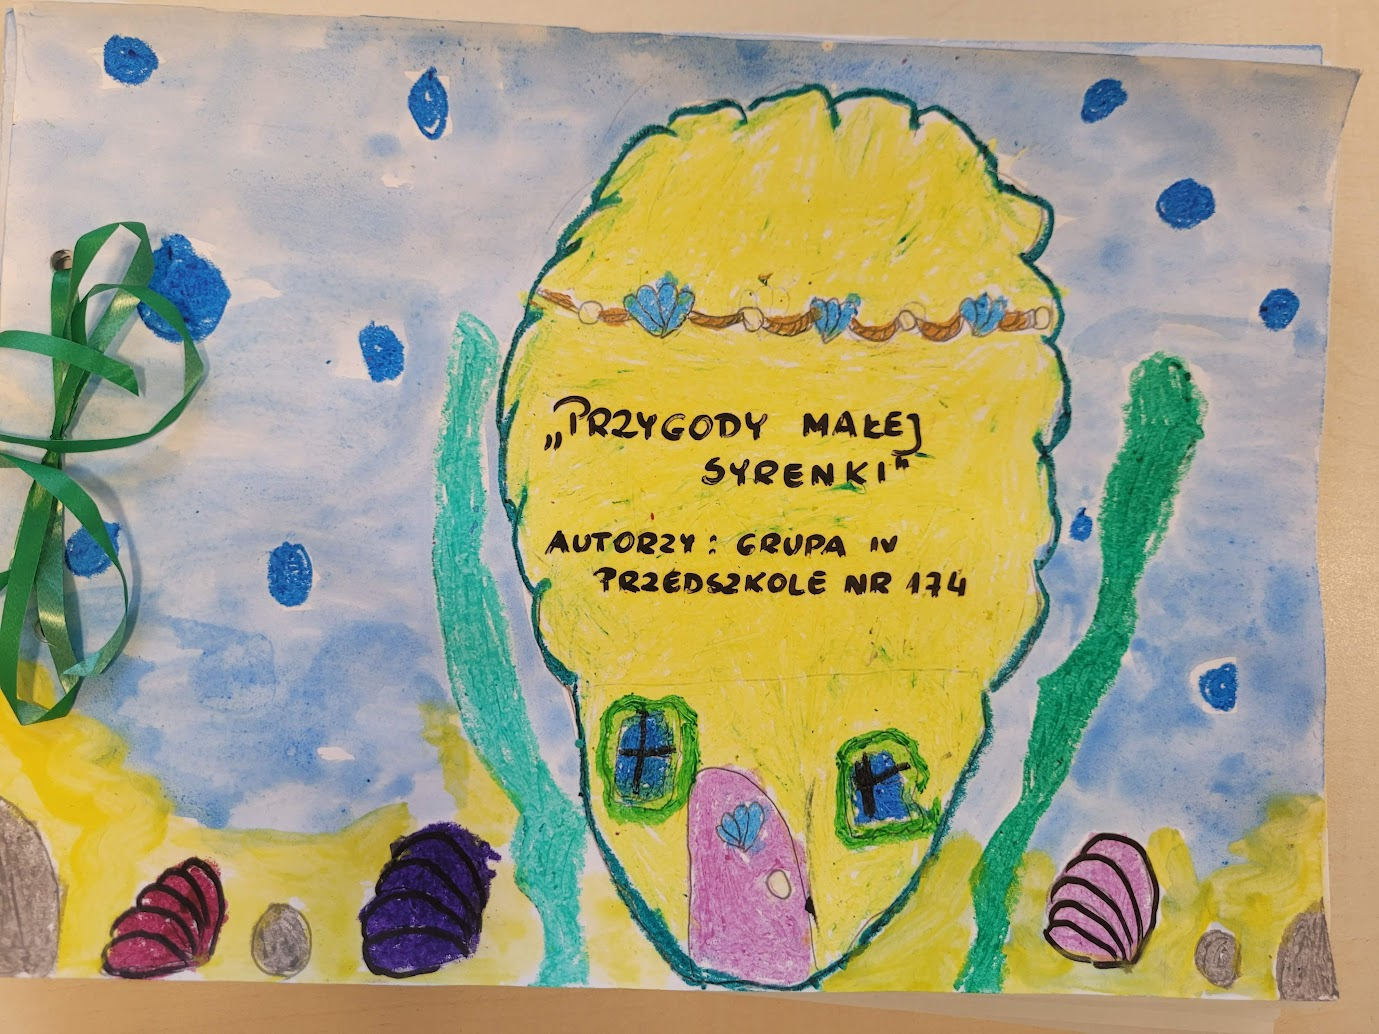 „PRZYGODY MAŁEJ
SYRENKI"
AUTORZY: GRUPA IV
PRZEDSZKOLE NR 174